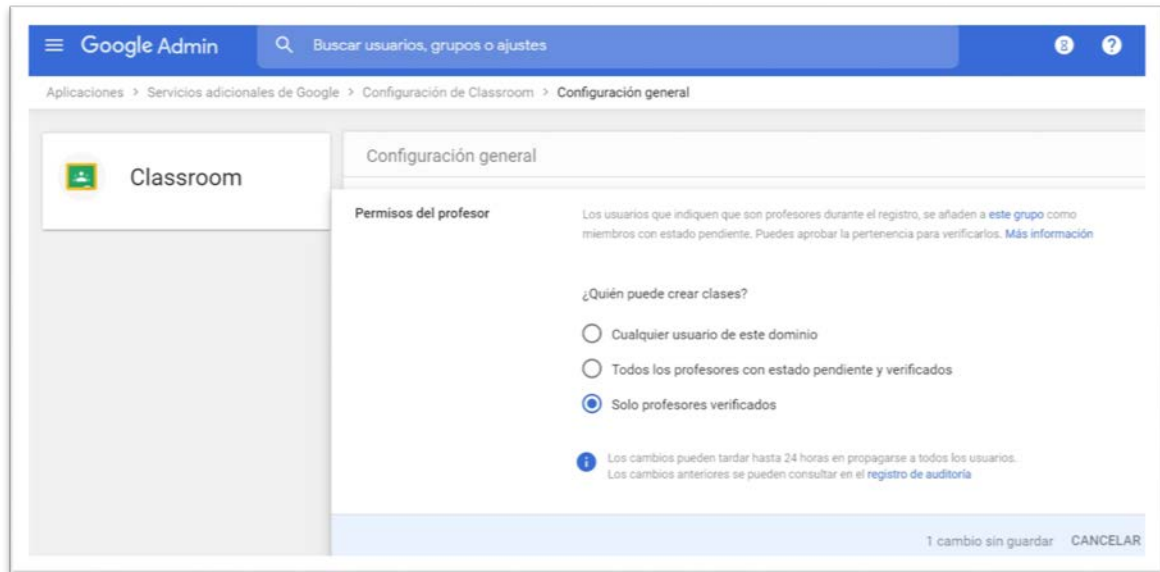 Google Admin
Buscar usuarios, grupos o ajustes
8
?
Aplicaciones > Servicios adicionales de Google > Configuración de Classroom > Configuración general
Classroom
Configuración general
Permisos del profesor
Los usuarios que indiquen que son profesores durante el registro, se añaden a este grupo como
miembros con estado pendiente. Puedes aprobar la pertenencia para verificarlos. Más información
¿Quién puede crear clases?
Cualquier usuario de este dominio
Todos los profesores con estado pendiente y verificados
Solo profesores verificados
Los cambios pueden tardar hasta 24 horas en propagarse a todos los usuarios.
Los cambios anteriores se pueden consultar en el registro de auditoría
1 cambio sin guardar CANCELAR